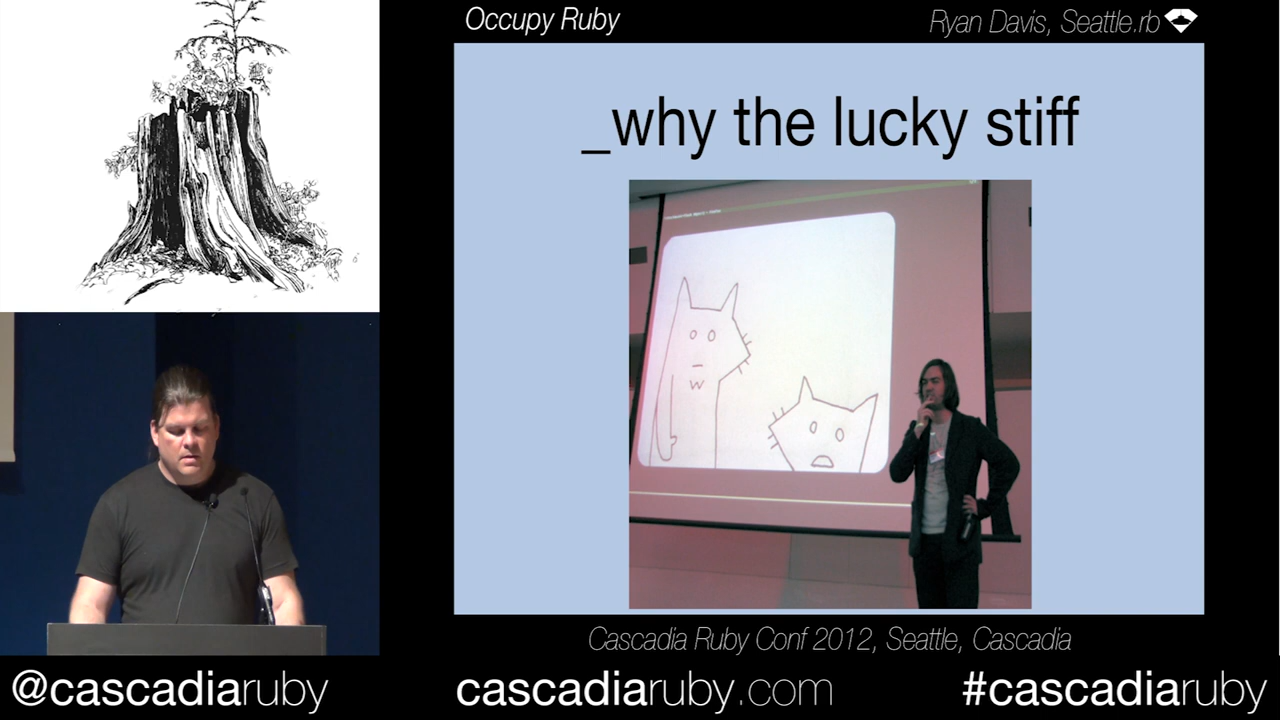 Occupy Ruby
Ryan Davis, Seattle.rb
_why the lucky stiff
Cascadia Ruby Conf 2012, Seattle, Cascadia
@cascadiaruby
cascadiaruby.com
#cascadiaruby